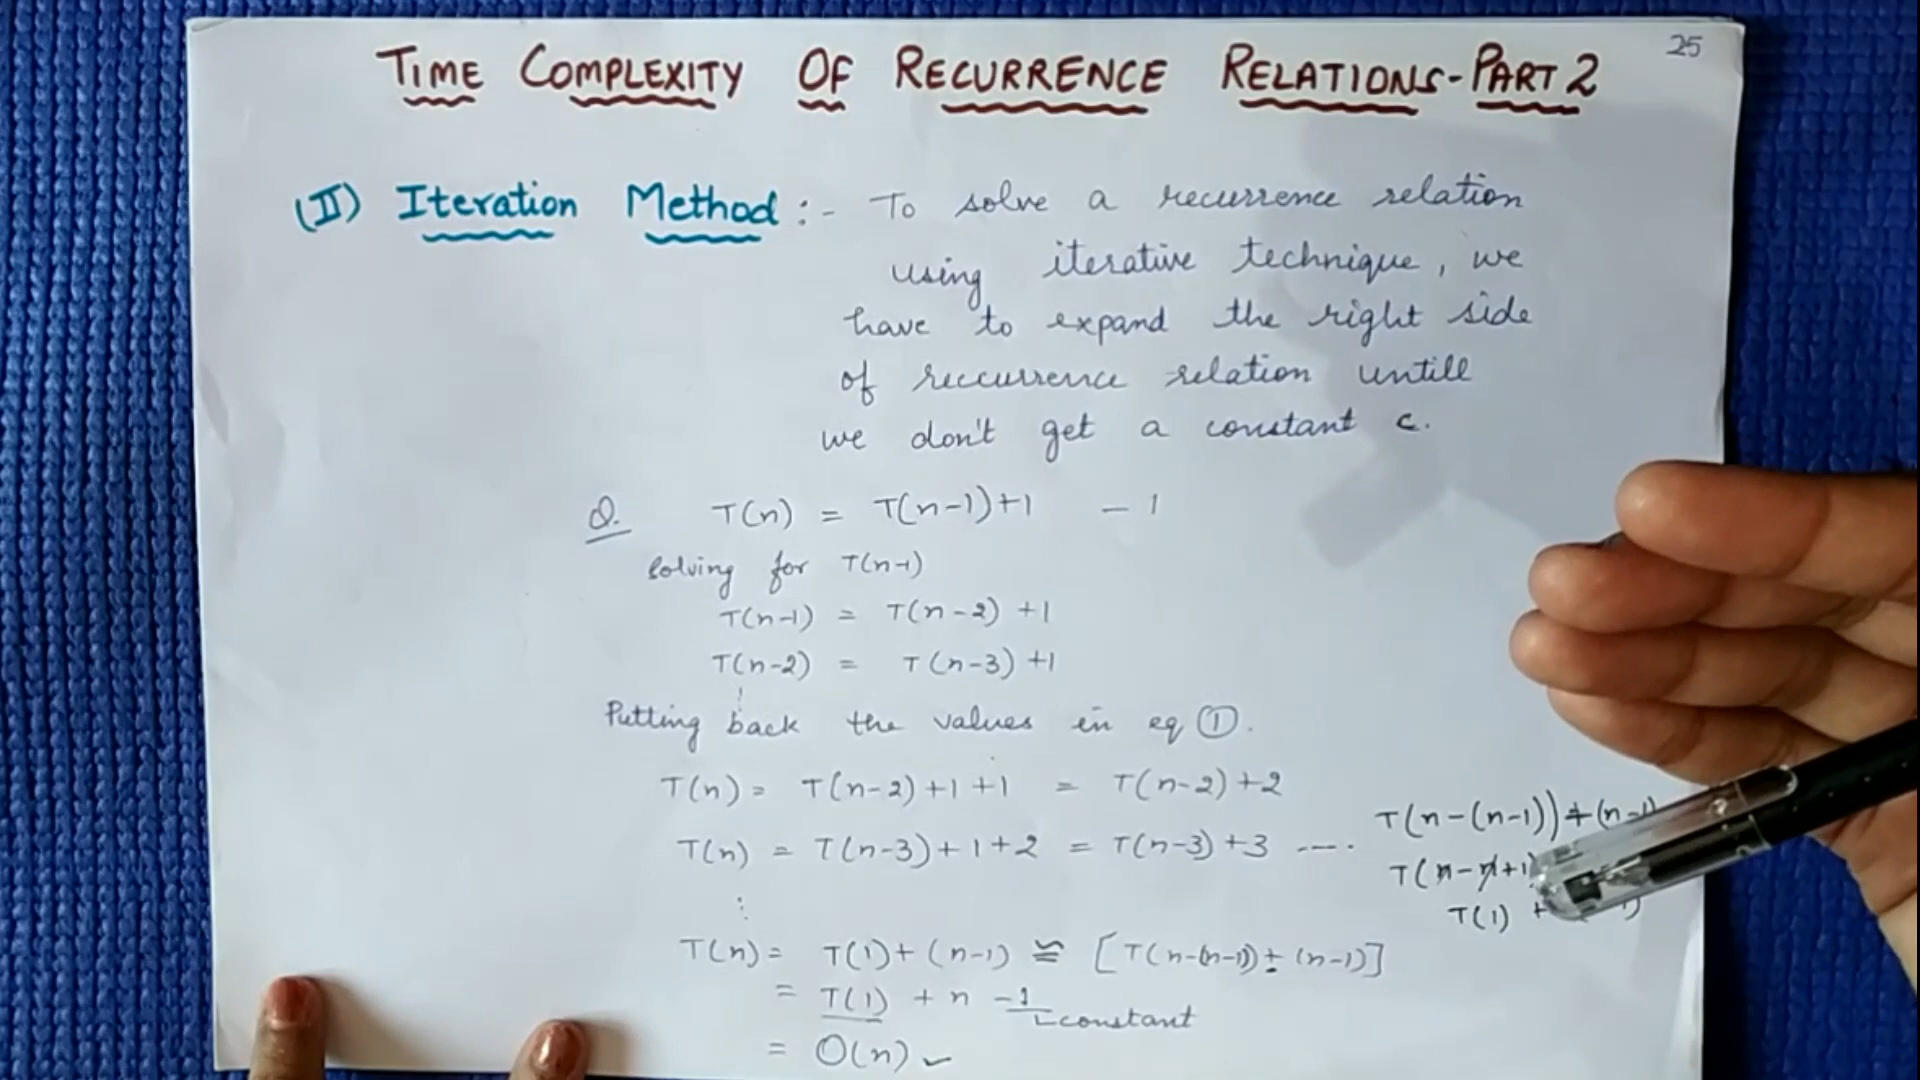 25
TIME COMPLEXITY OF RECURRENCE RELATIONS-PART 2
(II) Iteration Method :- To solve a recurrence relation
using iterative technique, we
have to expand the right side
of reccurrence relation untill
we don't get a constant c.
Q. T(n) = T(n-1)+1 - 1
Solving for T(n-1)
T(n-1) = T(n-2) +1
T(n-2) = T(n-3) +1
⋮
Putting back the values in eq ①.
T(n) = T(n-2)+1+1 = T(n-2)+2
T(n) = T(n-3)+1+2 = T(n-3)+3 ----.
T(n-(n-1))+(n-1)
T(n-n+1)
T(1) +
⋮
T(n) = T(1)+(n-1) ≌ [T(n-(n-1))+(n-1)]
= T(1) + n -1
constant
= O(n) ✓